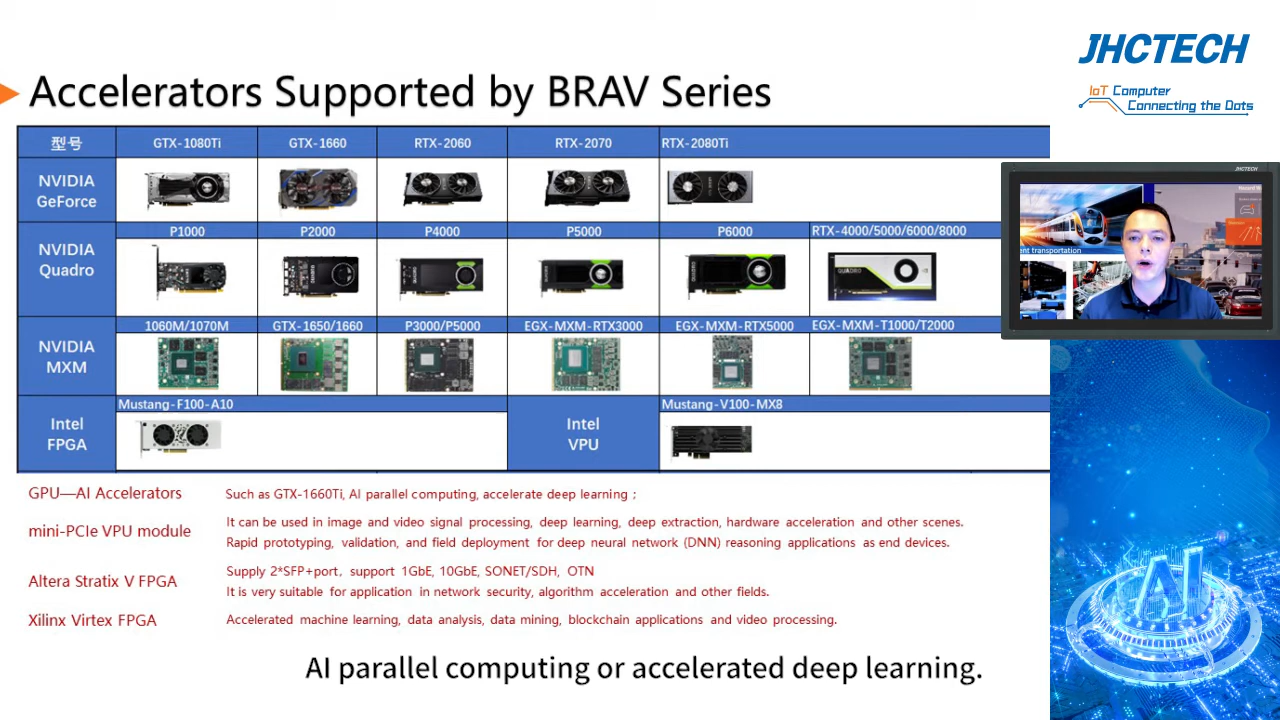 JHCTECH
IoT Computer
Connecting the Dots
Accelerators Supported by BRAV Series
型号 GTX-1080Ti GTX-1660 RTX-2060 RTX-2070 RTX-2080Ti
NVIDIA
GeForce
P1000 P2000 P4000 P5000 P6000 RTX-4000/5000/6000/8000
NVIDIA
Quadro
QUADRO
1060M/1070M GTX-1650/1660 P3000/P5000 EGX-MXM-RTX3000 EGX-MXM-RTX5000 EGX-MXM-T1000/T2000
NVIDIA
MXM
Mustang-F100-A10
Intel
FPGA
Intel
VPU
Mustang-V100-MX8
JHCTECH
ent transportation
GPU—AI Accelerators Such as GTX-1660Ti, AI parallel computing, accelerate deep learning；
mini-PCIe VPU module It can be used in image and video signal processing, deep learning, deep extraction, hardware acceleration and other scenes.
Rapid prototyping, validation, and field deployment for deep neural network (DNN) reasoning applications as end devices.
Altera Stratix V FPGA Supply 2*SFP+port, support 1GbE, 10GbE, SONET/SDH, OTN
It is very suitable for application in network security, algorithm acceleration and other fields.
Xilinx Virtex FPGA Accelerated machine learning, data analysis, data mining, blockchain applications and video processing.
AI
AI parallel computing or accelerated deep learning.